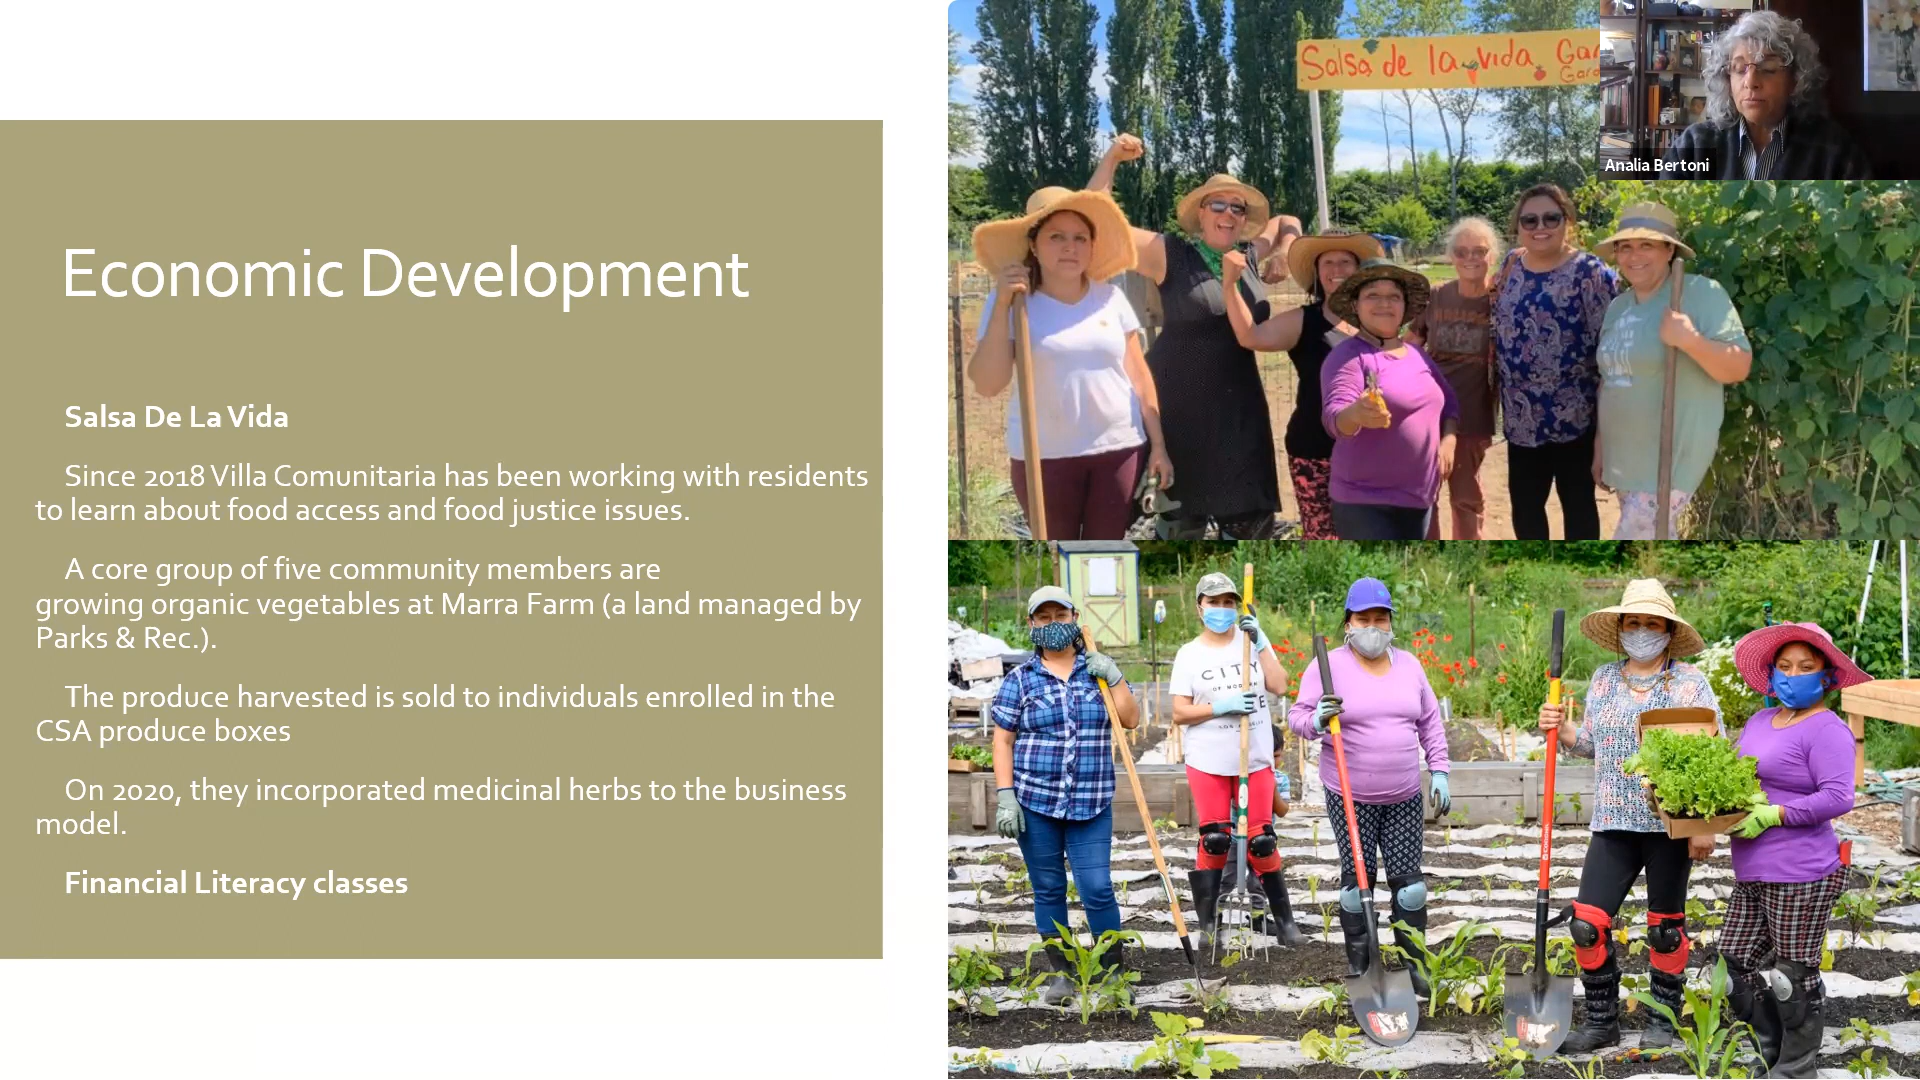 Economic Development
Salsa De La Vida
Since 2018 Villa Comunitaria has been working with residents
to learn about food access and food justice issues.
A core group of five community members are
growing organic vegetables at Marra Farm (a land managed by
Parks & Rec.).
The produce harvested is sold to individuals enrolled in the
CSA produce boxes
On 2020, they incorporated medicinal herbs to the business
model.
Financial Literacy classes
Salsa de la vida
Analia Bertoni
CITY